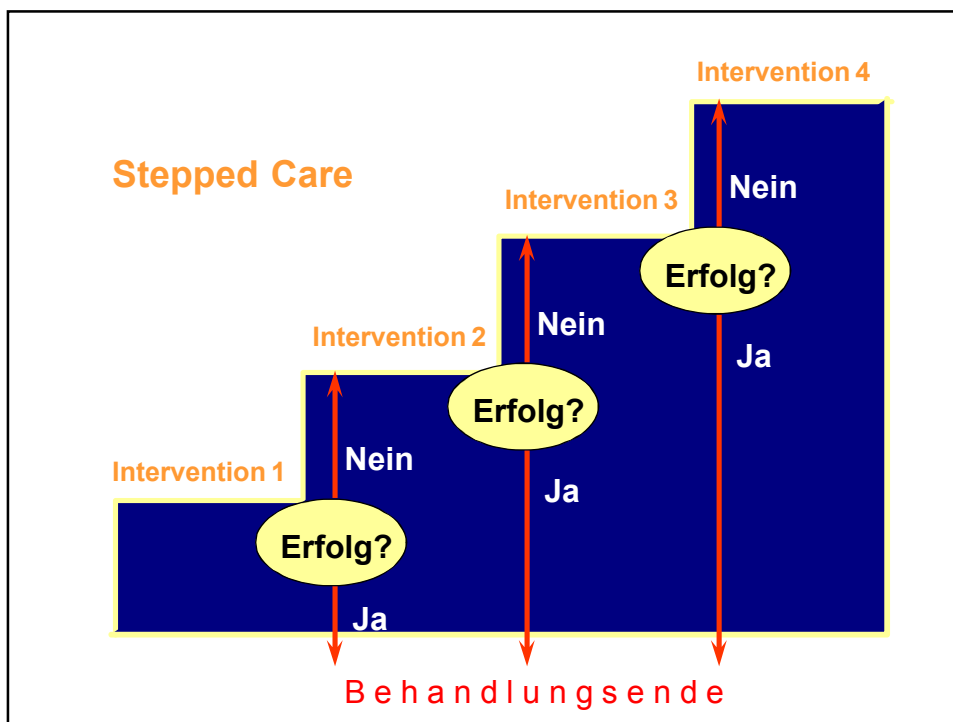 Intervention 4
Stepped Care
Nein
Intervention 3
Erfolg?
Nein
Intervention 2
Ja
Erfolg?
Nein
Intervention 1
Ja
Erfolg?
Ja
Behandlungsende